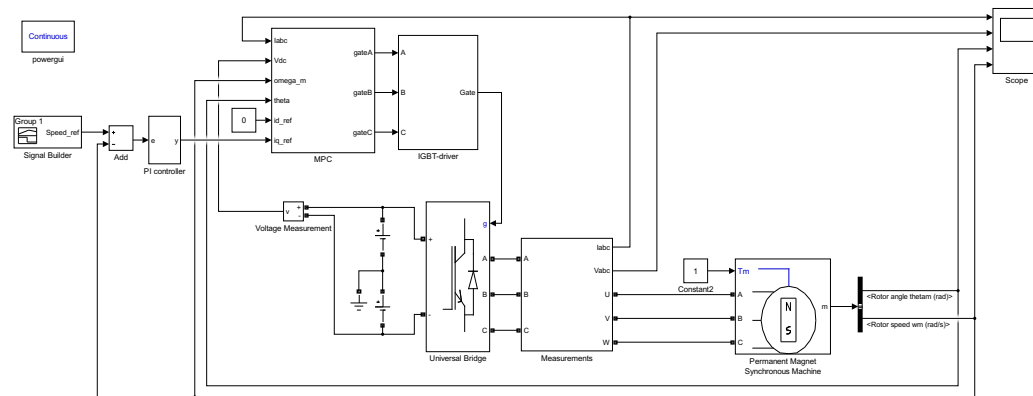 Continuous
powergui
Group 1
Speed_ref
Signal Builder
+
-
Add
e
y
PI controller
Iabc
Vdc
omega_m
theta
id_ref
iq_ref
gateA
gateB
gateC
MPC
0
A
B
C
Gate
IGBT-driver
Scope
v
+
-
Voltage Measurement
+
+
g
+
-
A
B
C
Universal Bridge
A
B
C
Iabc
Vabc
U
V
W
Measurements
1
Constant2
Tm
A
B
C
N
S
m
Permanent Magnet
Synchronous Machine
<Rotor angle thetam (rad)>
<Rotor speed wm (rad/s)>